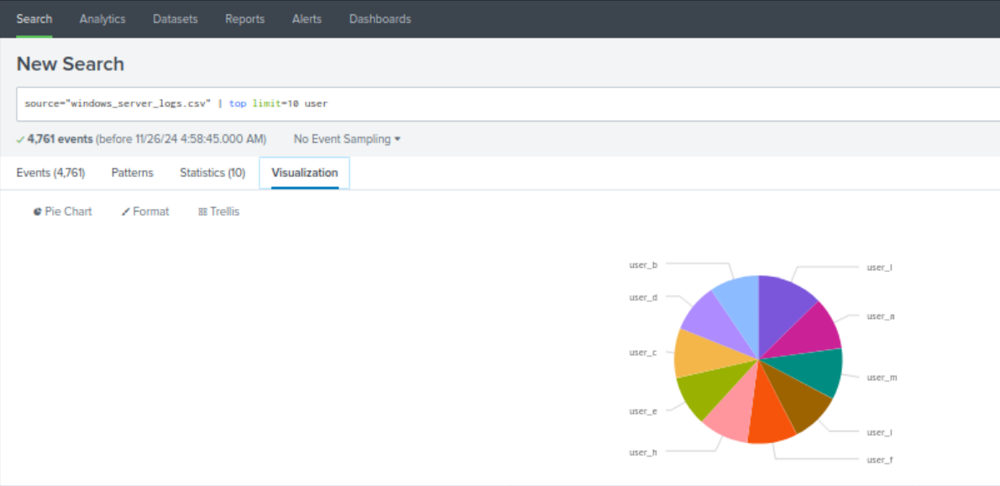 Search Analytics Datasets Reports Alerts Dashboards
New Search
source="windows_server_logs.csv" | top limit=10 user
✓ 4,761 events (before 11/26/24 4:58:45.000 AM) No Event Sampling
Events (4,761) Patterns Statistics (10) Visualization
Pie Chart Format Trellis
user_b
user_d
user_c
user_e
user_h
user_l
user_a
user_m
user_f